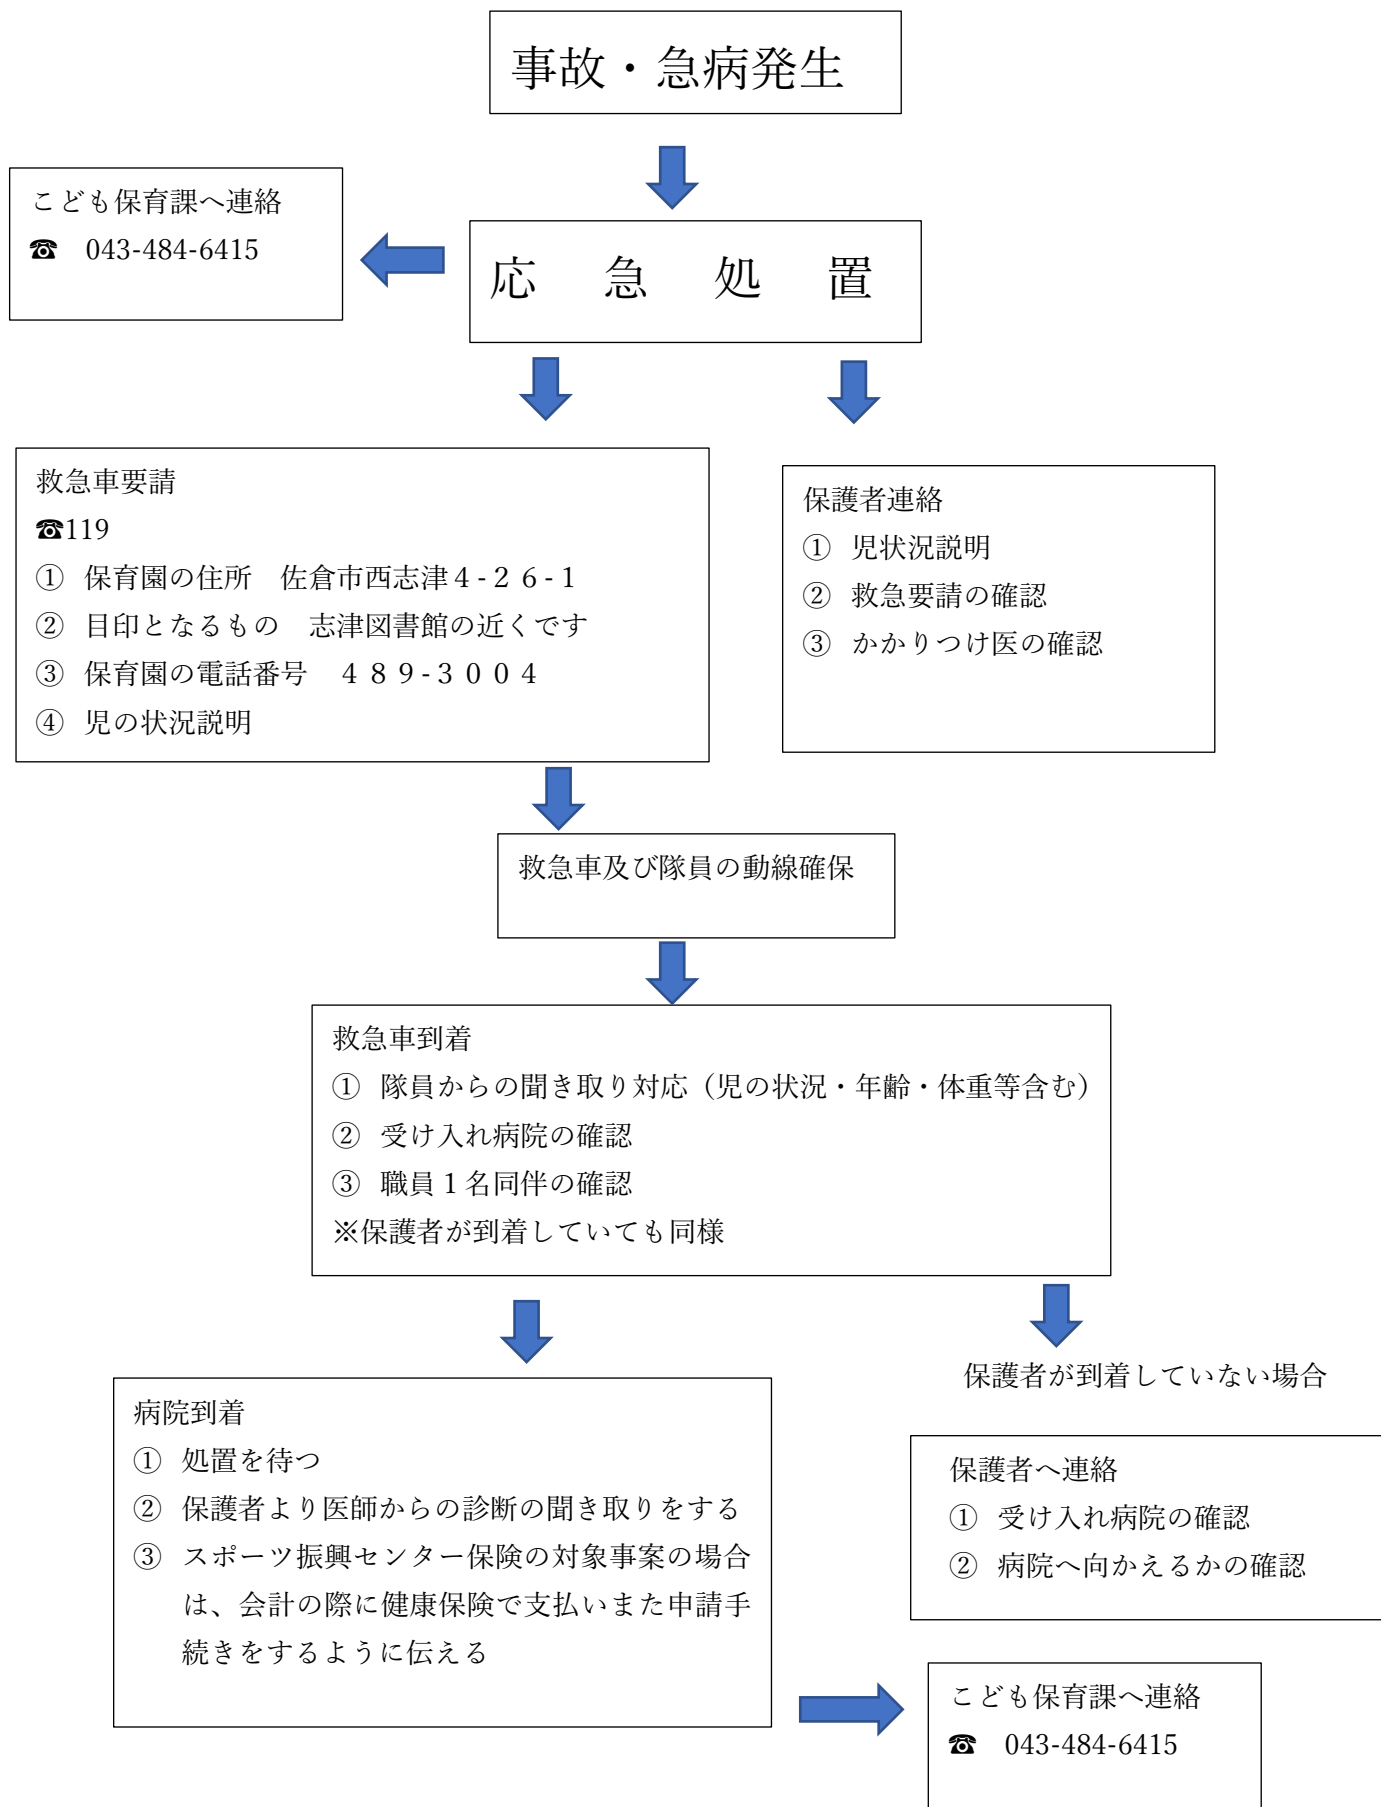 事故・急病発生
こども保育課へ連絡
☎　043-484-6415
応　急　処　置
救急車要請
☎119
① 保育園の住所　佐倉市西志津４-２６-１
② 目印となるもの　志津図書館の近くです
③ 保育園の電話番号　４８９-３００４
④ 児の状況説明
保護者連絡
① 児状況説明
② 救急要請の確認
③ かかりつけ医の確認
救急車及び隊員の動線確保
救急車到着
① 隊員からの聞き取り対応（児の状況・年齢・体重等含む）
② 受け入れ病院の確認
③ 職員１名同伴の確認
※保護者が到着していても同様
病院到着
① 処置を待つ
② 保護者より医師からの診断の聞き取りをする
③ スポーツ振興センター保険の対象事案の場合
は、会計の際に健康保険で支払いまた申請手
続きをするように伝える
保護者が到着していない場合
保護者へ連絡
① 受け入れ病院の確認
② 病院へ向かえるかの確認
こども保育課へ連絡
☎　043-484-6415